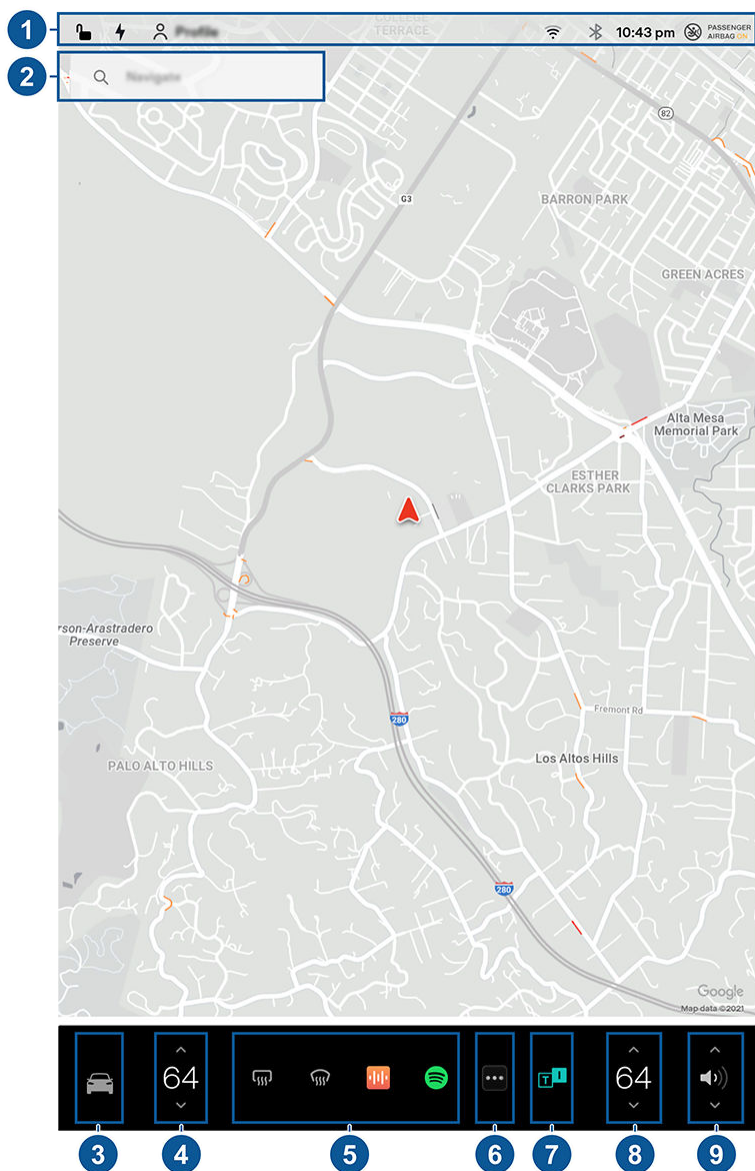 1
COLLEGE
TERRACE
10:43 pm
PASSENGER
AIRBAG ON
2
82
G3
BARRON PARK
GREEN ACRES
Alta Mesa
Memorial Park
ESTHER
CLARKS PARK
rson-Arastradero
Preserve
280
Fremont Rd
PALO ALTO HILLS
Los Altos Hills
280
Google
Map data ©2021
64
T
I
64
3
4
5
6
7
8
9